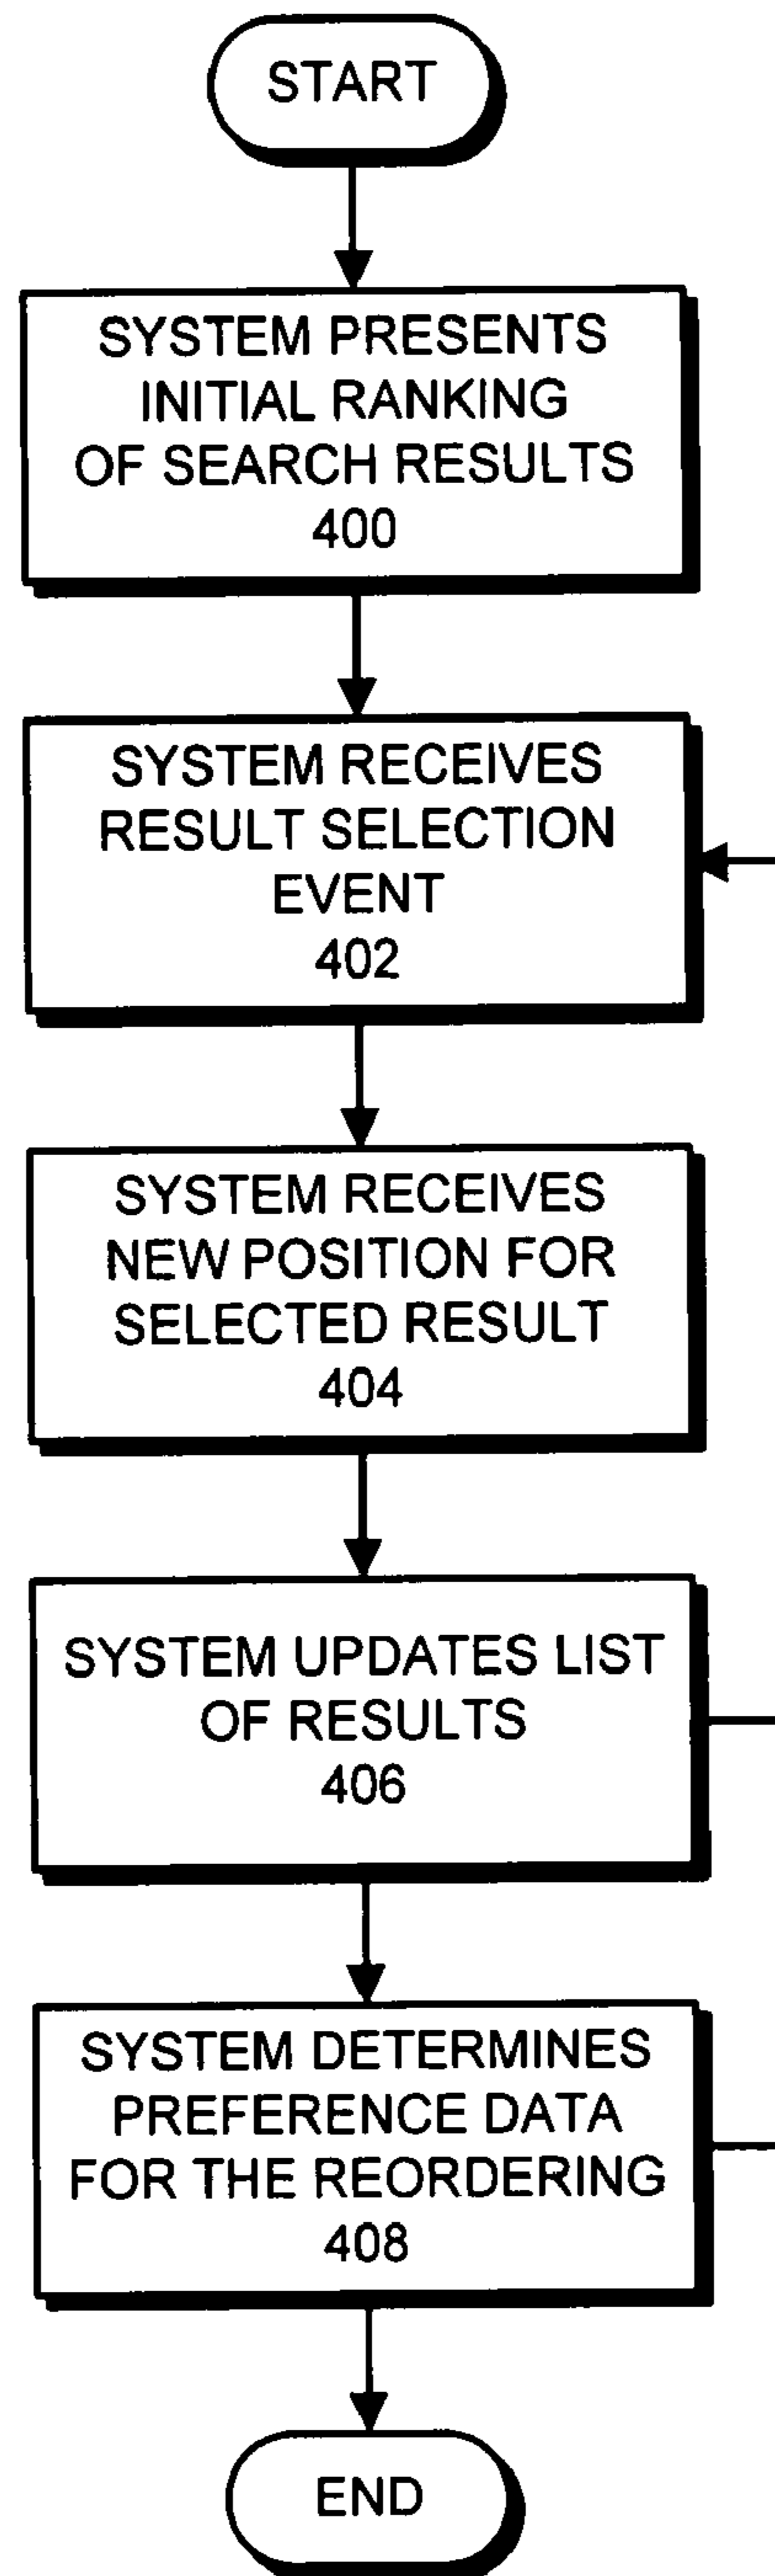 START
SYSTEM PRESENTS
INITIAL RANKING
OF SEARCH RESULTS
400
SYSTEM RECEIVES
RESULT SELECTION
EVENT
402
SYSTEM RECEIVES
NEW POSITION FOR
SELECTED RESULT
404
SYSTEM UPDATES LIST
OF RESULTS
406
SYSTEM DETERMINES
PREFERENCE DATA
FOR THE REORDERING
408
END